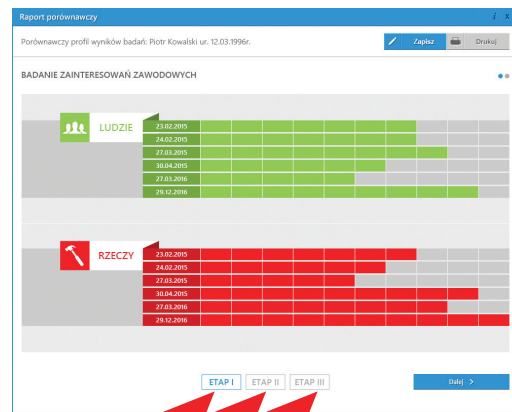 Raport porównawczy i x
Porównawczy profil wyników badań: Piotr Kowalski ur. 12.03.1996r. Zapisz Drukuj
BADANIE ZAINTERESOWAŃ ZAWODOWYCH
LUDZIE
23.02.2015
24.02.2015
27.03.2015
30.04.2015
27.03.2016
29.12.2016
RZECZY
23.02.2015
24.02.2015
27.03.2015
30.04.2015
27.03.2016
29.12.2016
ETAP I ETAP II ETAP III Dalej >